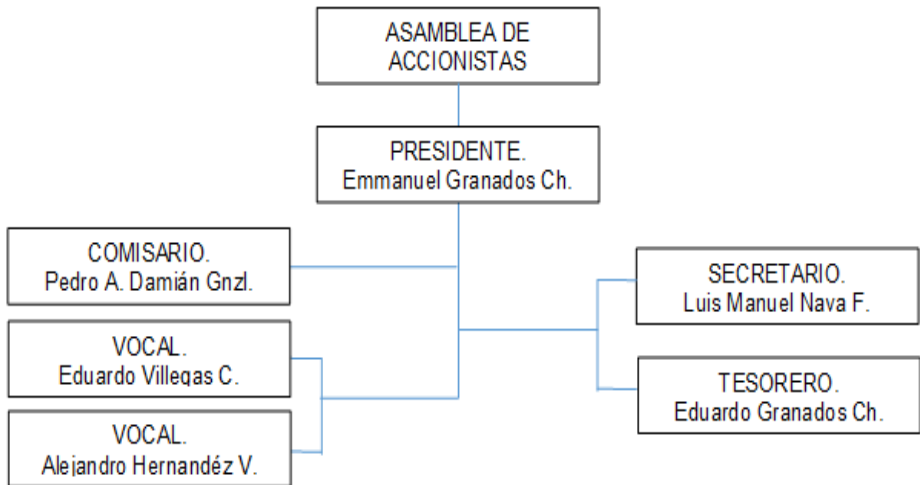 ASAMBLEA DE
ACCIONISTAS
PRESIDENTE.
Emmanuel Granados Ch.
COMISARIO.
Pedro A. Damián Gnzl.
SECRETARIO.
Luis Manuel Nava F.
VOCAL.
Eduardo Villegas C.
TESORERO.
Eduardo Granados Ch.
VOCAL.
Alejandro Hernandéz V.